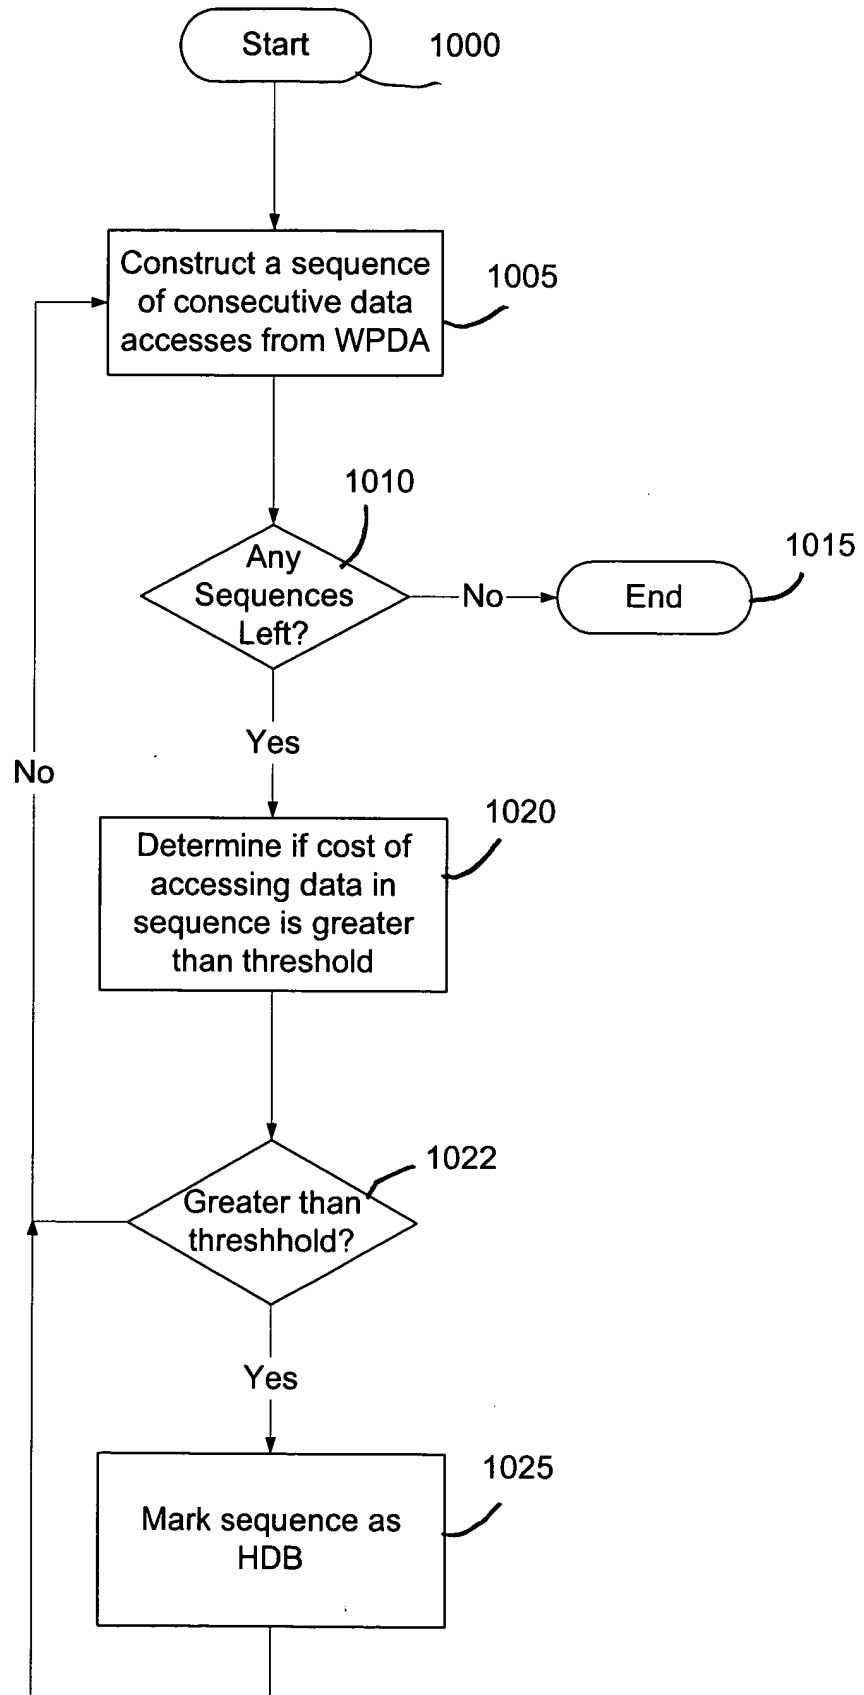 Start
1000
Construct a sequence
of consecutive data
accesses from WPDA
1005
1010
Any
Sequences
Left?
No
End
1015
Yes
No
1020
Determine if cost of
accessing data in
sequence is greater
than threshold
1022
Greater than
threshhold?
Yes
1025
Mark sequence as
HDB